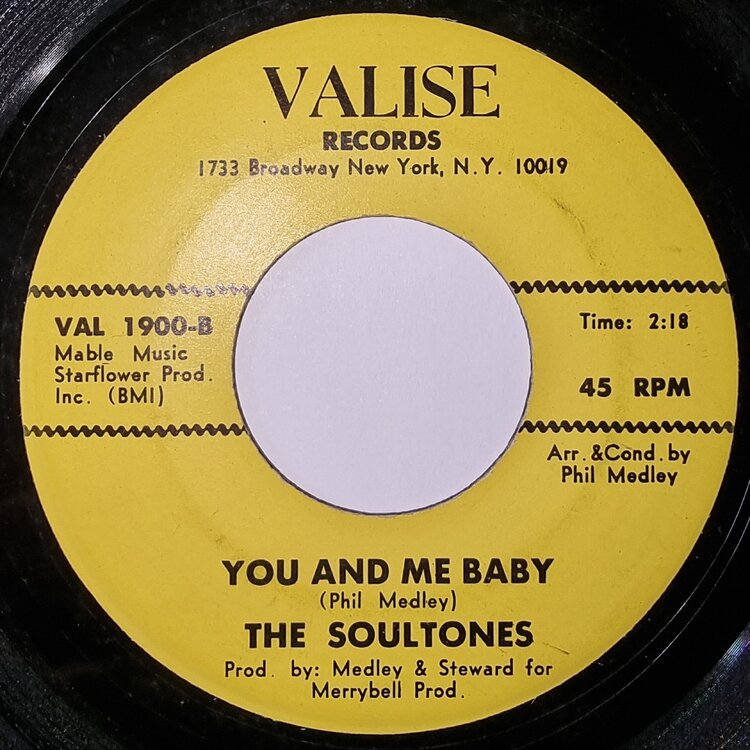 VALISE
RECORDS
1733 Broadway New York, N.Y. 10019
VAL 1900-B
Mable Music
Starflower Prod.
Inc. (BMI)
Time: 2:18
45 RPM
Arr. &Cond. by
Phil Medley
YOU AND ME BABY
(Phil Medley)
THE SOULTONES
Prod. by: Medley & Steward for
Merrybell Prod.